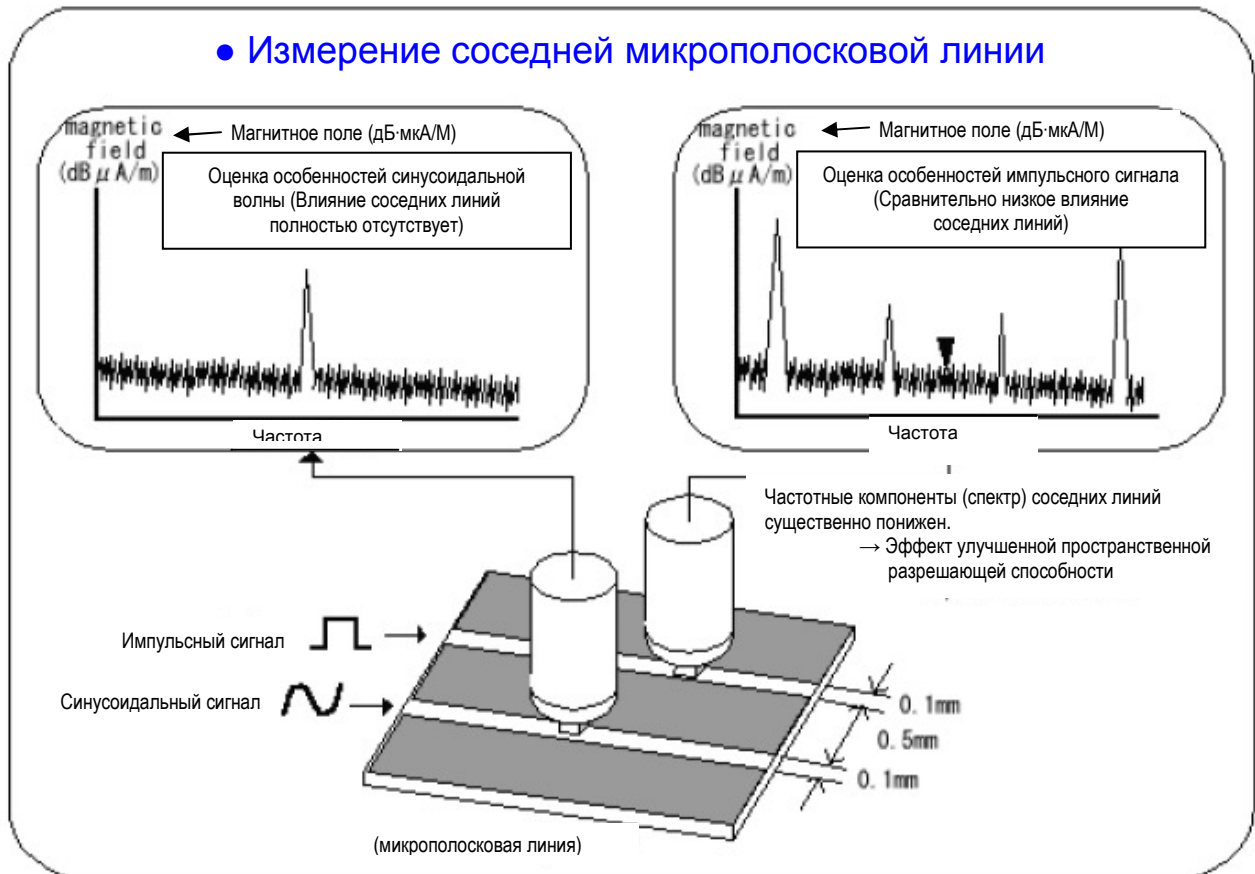 ● Измерение соседней микрополосковой линии
magnetic
field
(dB μ A/m)
Магнитное поле (дБ·мкА/М)
Оценка особенностей синусоидальной
волны (Влияние соседних линий
полностью отсутствует)
Частота
magnetic
field
(dB μ A/m)
Магнитное поле (дБ·мкА/М)
Оценка особенностей импульсного сигнала
(Сравнительно низкое влияние
соседних линий)
Частота
Частотные компоненты (спектр) соседних линий
существенно понижен.
→ Эффект улучшенной пространственной
разрешающей способности
Импульсный сигнал
Синусоидальный сигнал
0. 1mm
0. 5mm
0. 1mm
(микрополосковая линия)